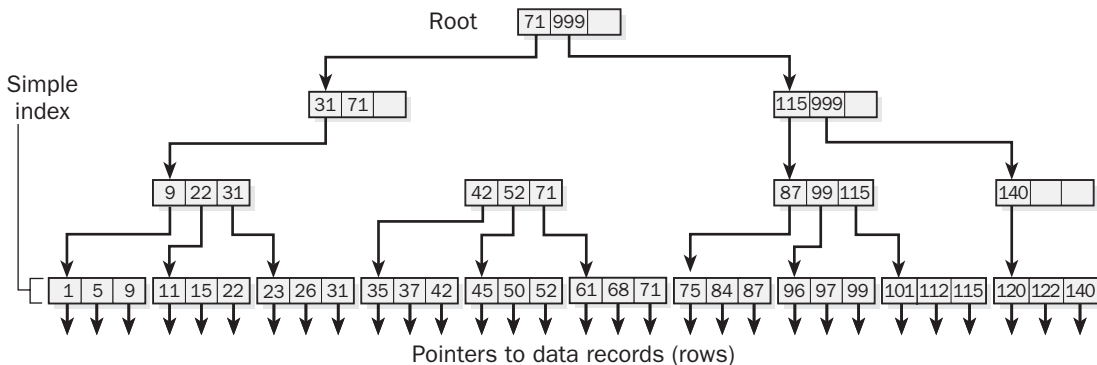 Root
71 999
Simple
index
31 71
115 999
9 22 31
42 52 71
87 99 115
140
1 5 9
11 15 22
23 26 31
35 37 42
45 50 52
61 68 71
75 84 87
96 97 99
101 112 115
120 122 140
Pointers to data records (rows)